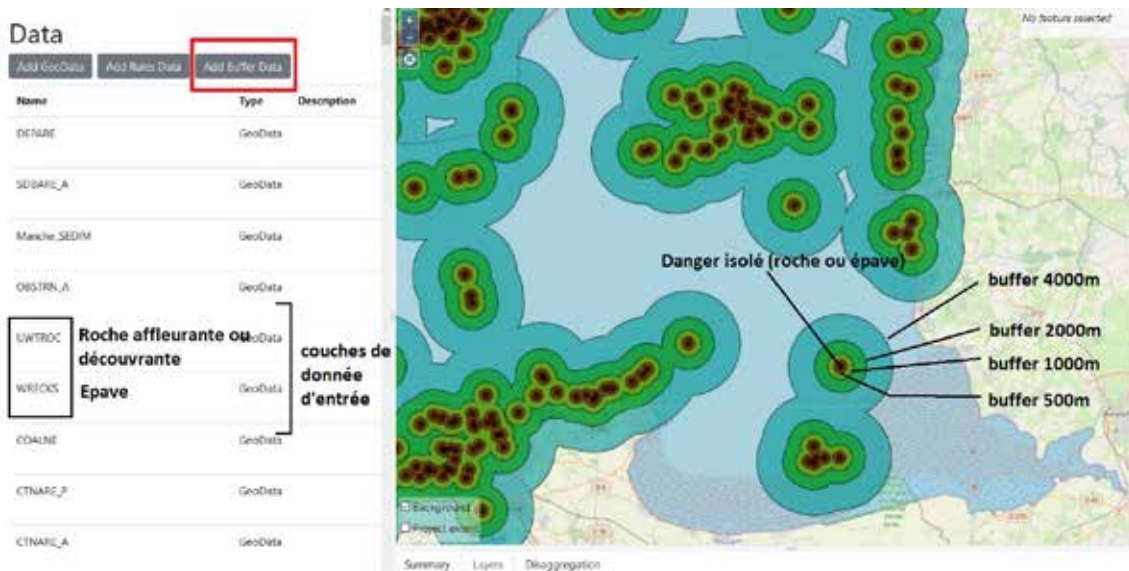 Data
Add GeoData Add Rules Data Add Buffer Data
Name Type Description
DEPARE GeoData
SDBARE_A GeoData
Manche_SEDIM GeoData
OBSTRN_A GeoData
UWTROC GeoData
Roche affleurante ou
découvrante
WRECKS GeoData
Epave
couches de
donnée
d'entrée
COALNE GeoData
CTNARE_P GeoData
CTNARE_A GeoData
No feature selected
Danger isolé (roche ou épave)
buffer 4000m
buffer 2000m
buffer 1000m
buffer 500m
Background
Project extent
Summary Layers Disaggregation